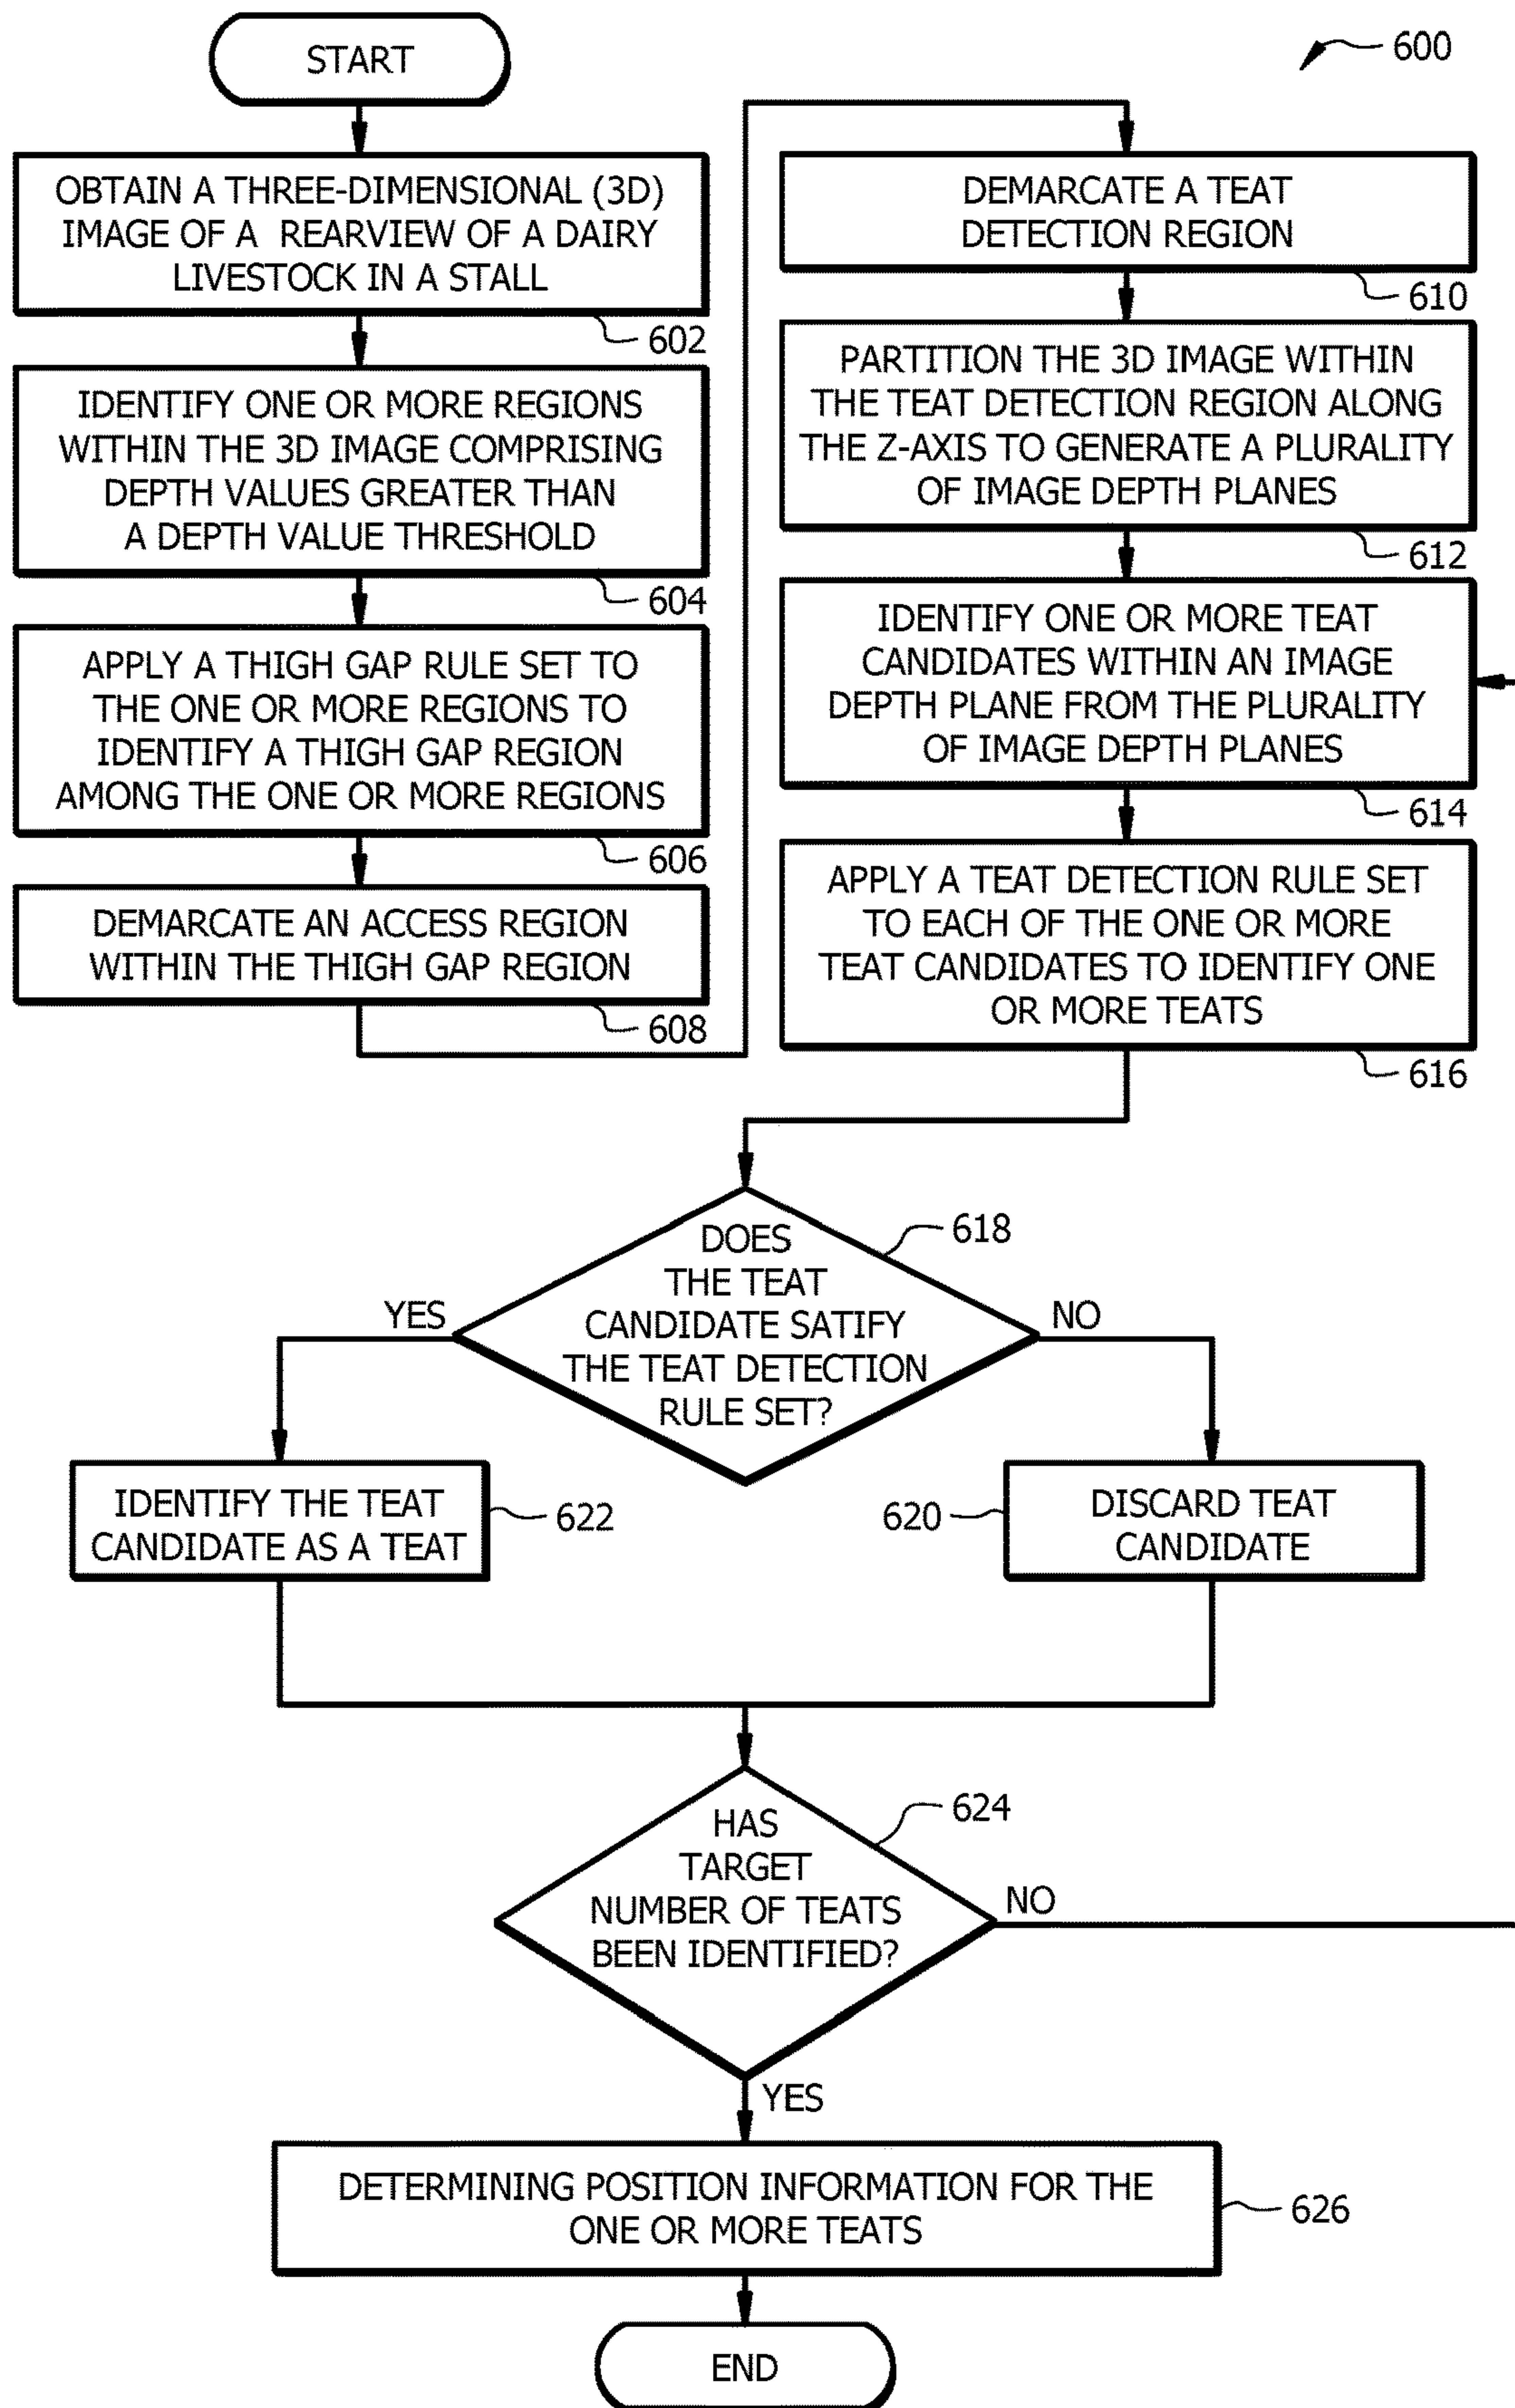 START
600
OBTAIN A THREE-DIMENSIONAL (3D)
IMAGE OF A REARVIEW OF A DAIRY
LIVESTOCK IN A STALL
602
IDENTIFY ONE OR MORE REGIONS
WITHIN THE 3D IMAGE COMPRISING
DEPTH VALUES GREATER THAN
A DEPTH VALUE THRESHOLD
604
APPLY A THIGH GAP RULE SET TO
THE ONE OR MORE REGIONS TO
IDENTIFY A THIGH GAP REGION
AMONG THE ONE OR MORE REGIONS
606
DEMARCATE AN ACCESS REGION
WITHIN THE THIGH GAP REGION
608
DEMARCATE A TEAT
DETECTION REGION
610
PARTITION THE 3D IMAGE WITHIN
THE TEAT DETECTION REGION ALONG
THE Z-AXIS TO GENERATE A PLURALITY
OF IMAGE DEPTH PLANES
612
IDENTIFY ONE OR MORE TEAT
CANDIDATES WITHIN AN IMAGE
DEPTH PLANE FROM THE PLURALITY
OF IMAGE DEPTH PLANES
614
APPLY A TEAT DETECTION RULE SET
TO EACH OF THE ONE OR MORE
TEAT CANDIDATES TO IDENTIFY ONE
OR MORE TEATS
616
DOES
THE TEAT
CANDIDATE SATIFY
THE TEAT DETECTION
RULE SET?
618
YES
NO
IDENTIFY THE TEAT
CANDIDATE AS A TEAT
622
620
DISCARD TEAT
CANDIDATE
HAS
TARGET
NUMBER OF TEATS
BEEN IDENTIFIED?
624
NO
YES
DETERMINING POSITION INFORMATION FOR THE
ONE OR MORE TEATS
626
END